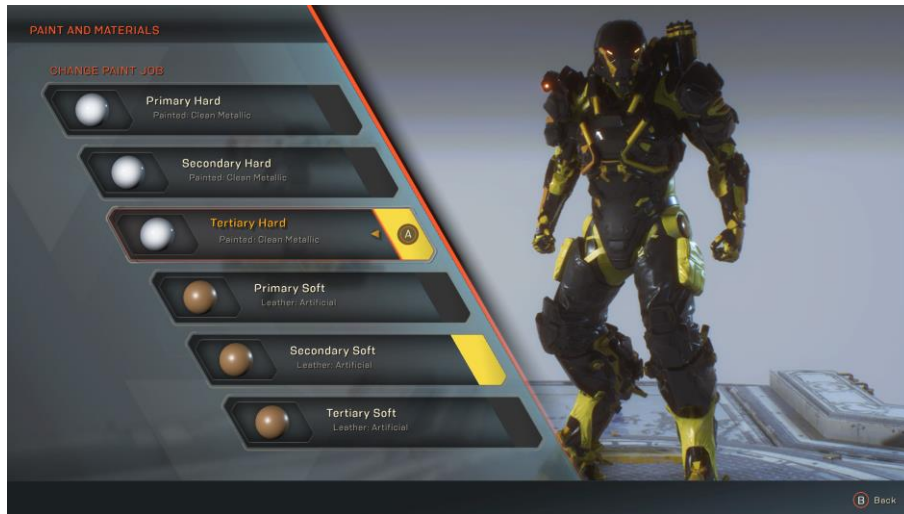 PAINT AND MATERIALS
CHANGE PAINT JOB
Primary Hard
Painted: Clean Metallic
Secondary Hard
Painted: Clean Metallic
Tertiary Hard
Painted: Clean Metallic
A
Primary Soft
Leather: Artificial
Secondary Soft
Leather: Artificial
Tertiary Soft
Leather: Artificial
B Back